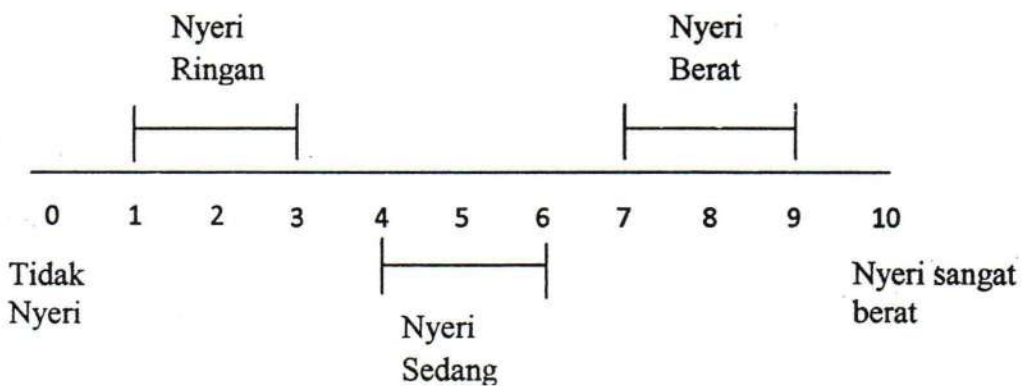 Nyeri
Ringan
Nyeri
Berat
0 1 2 3 4 5 6 7 8 9 10
Tidak
Nyeri
Nyeri sangat
berat
Nyeri
Sedang